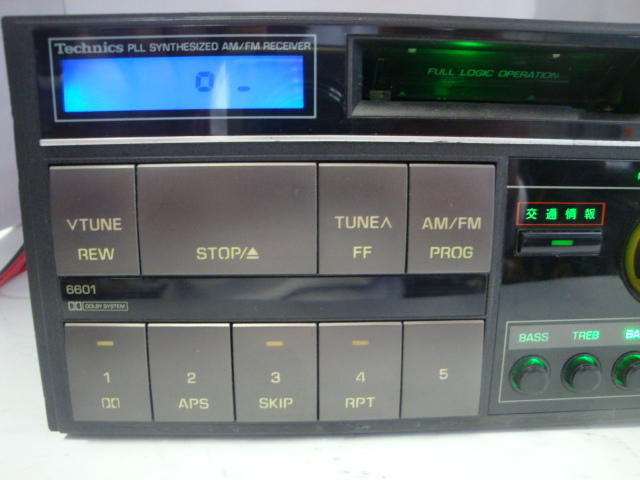 Technics PLL SYNTHESIZED AM/FM RECEIVER
FULL LOGIC OPERATION
∨TUNE
REW
STOP/⏏
TUNE∧
FF
AM/FM
PROG
交通情報
6601
DOLBY SYSTEM
BASS TREB
1
2
APS
3
SKIP
4
RPT
5